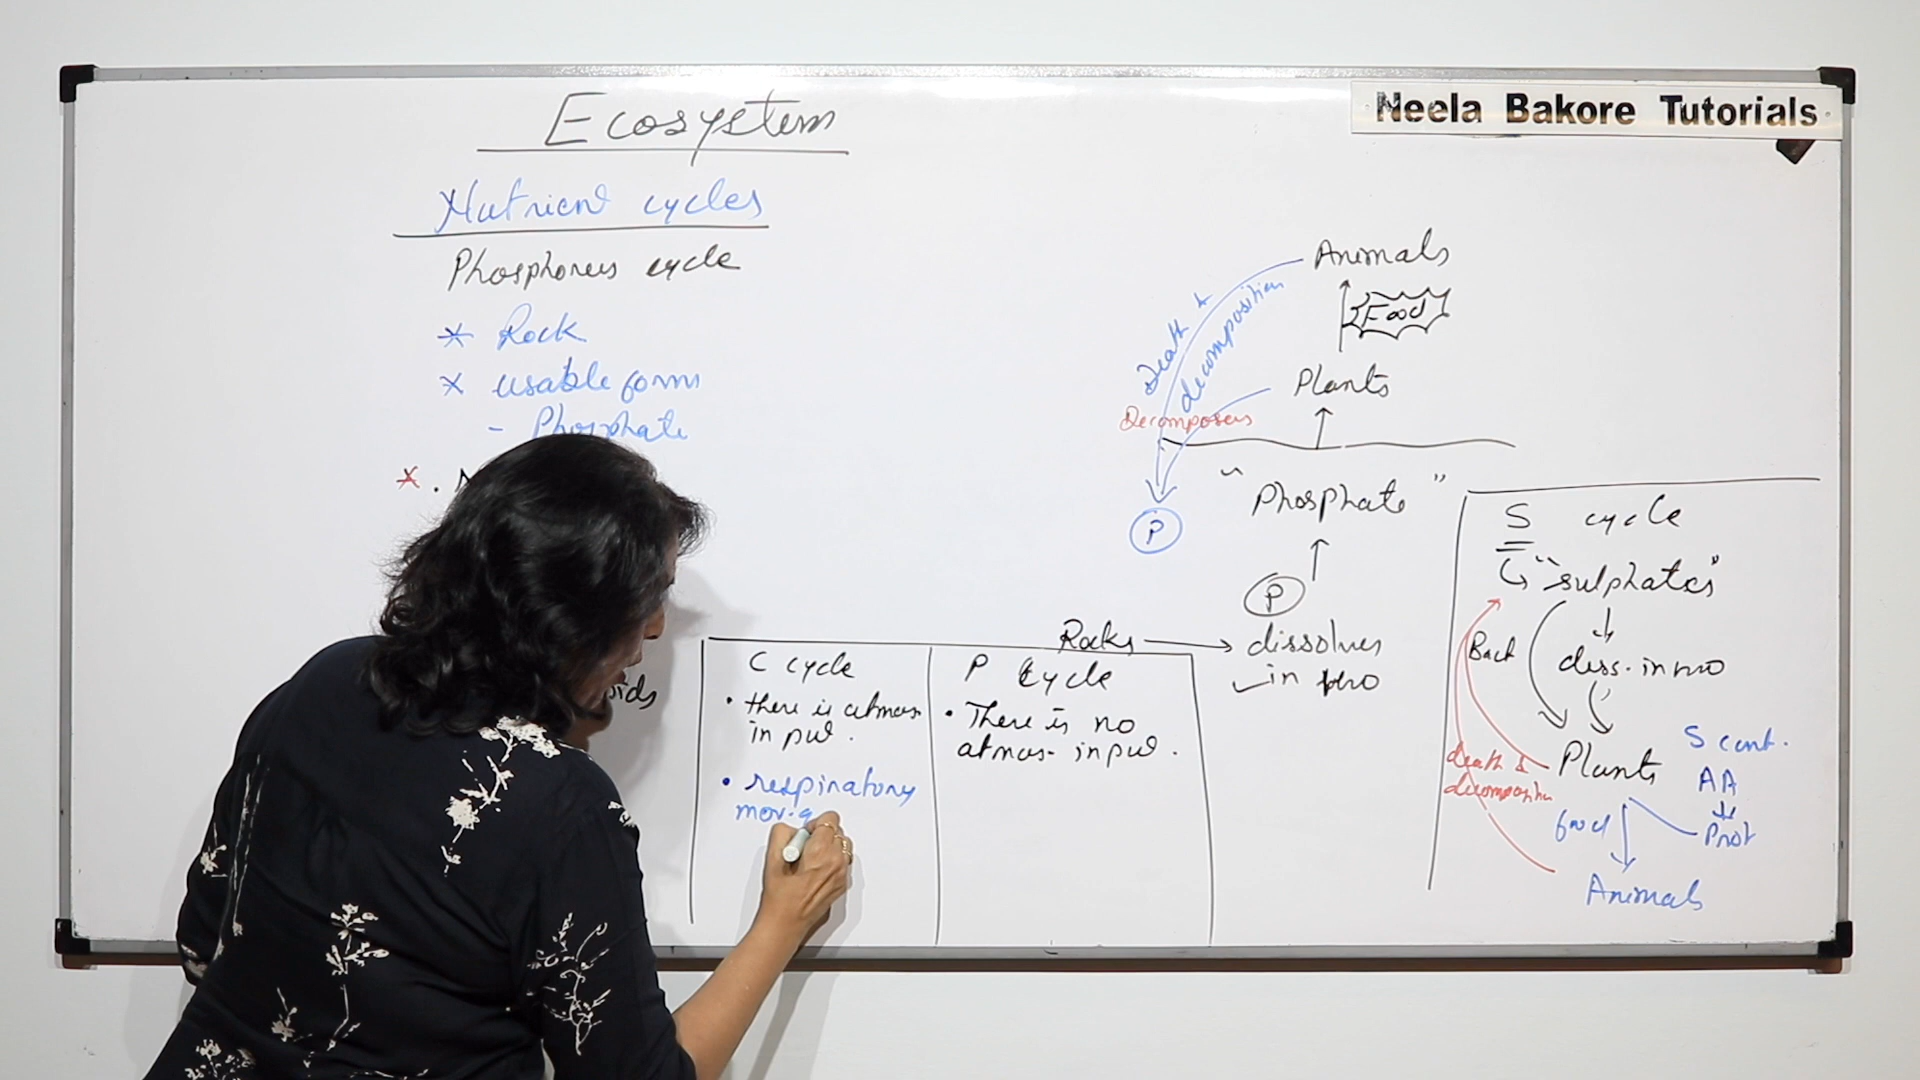 Neela Bakore Tutorials
Ecosystem
Nutrient cycles
Phosphorus cycle
* Rock
* usable form
- Phosphate
* .
Animals
Food
Plants
Death &
decomposition
Decomposers
"Phosphate"
P
P
Rocks → dissolves
in
C cycle
• there is atmos.
input.
• respiratory
mov.
P Cycle
• There is no
atmos- input.
S cycle
"sulphates"
diss. in
Back
Plants
S cont.
AA
Prot
death &
decomposition
food
Animals